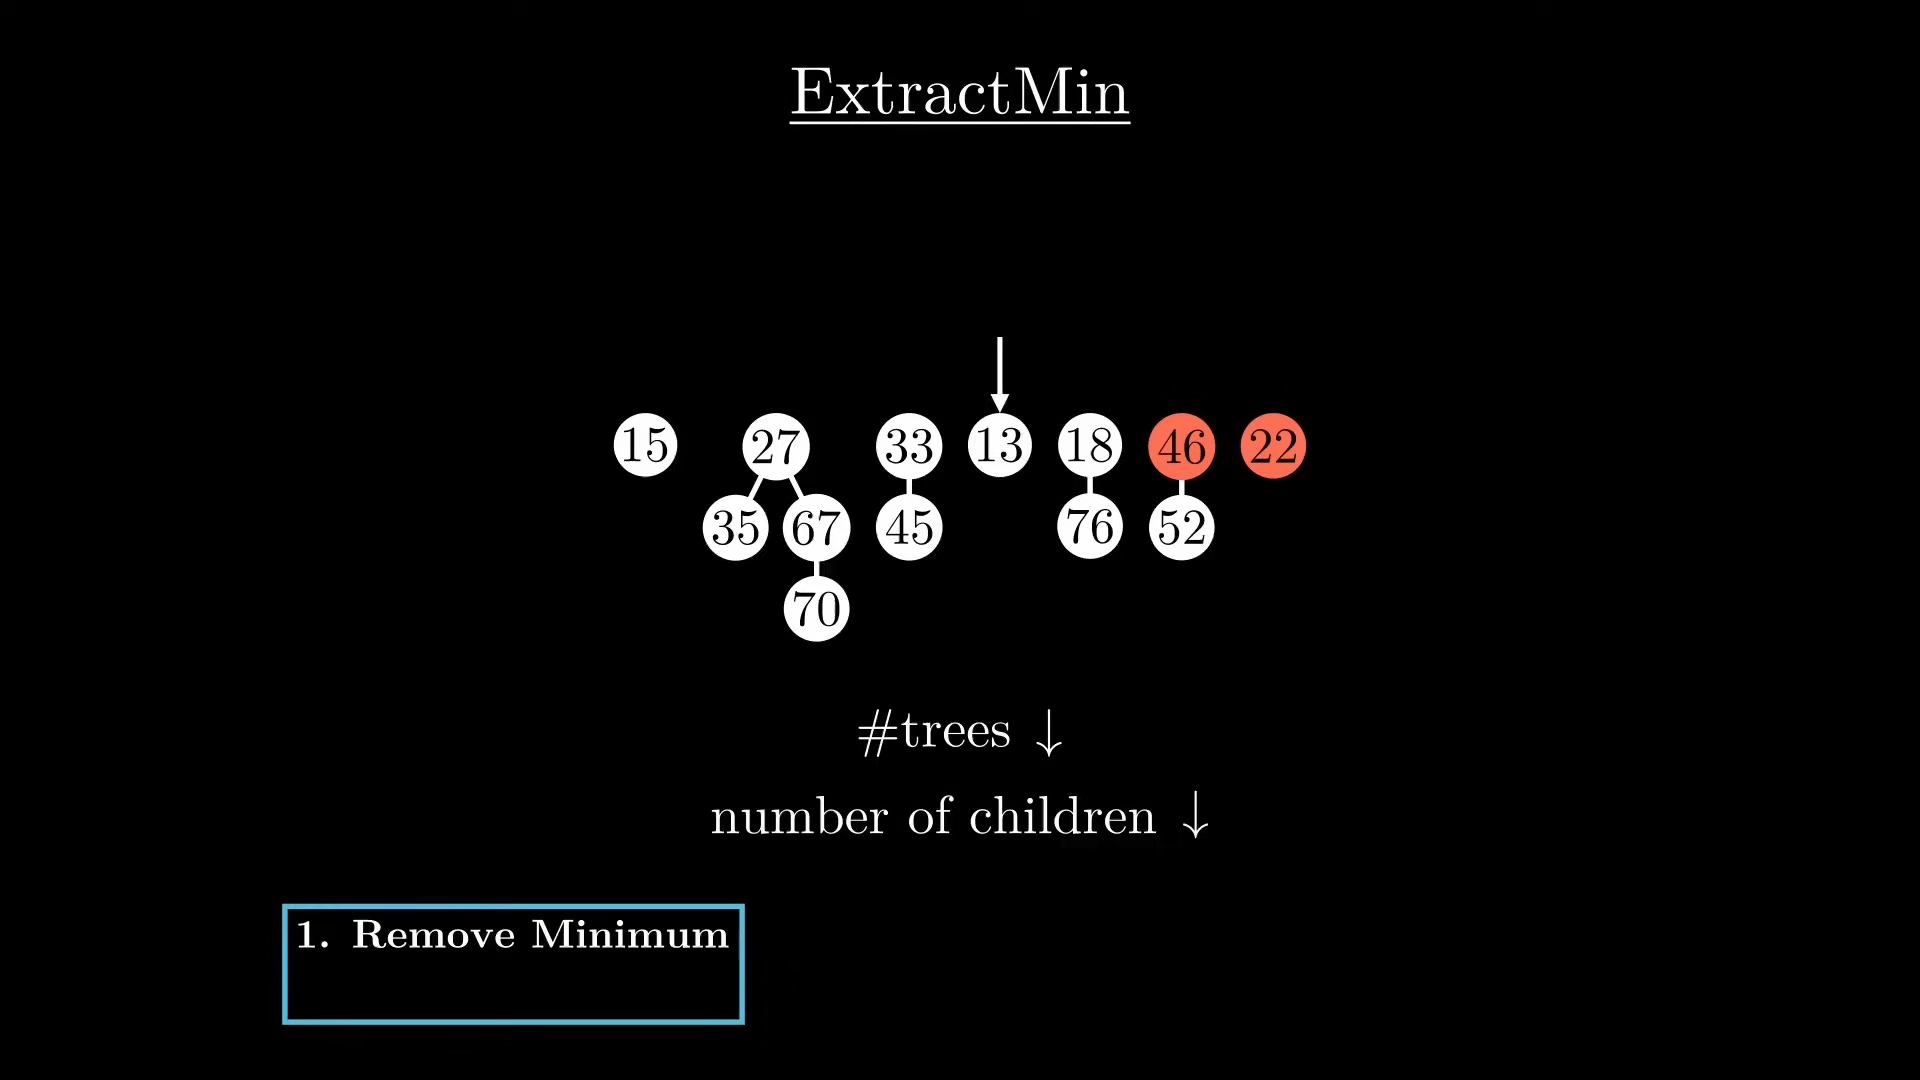 ExtractMin
15 27 33 13 18 46 22
35 67 45 76 52
70
#trees ↓
number of children ↓
1. Remove Minimum